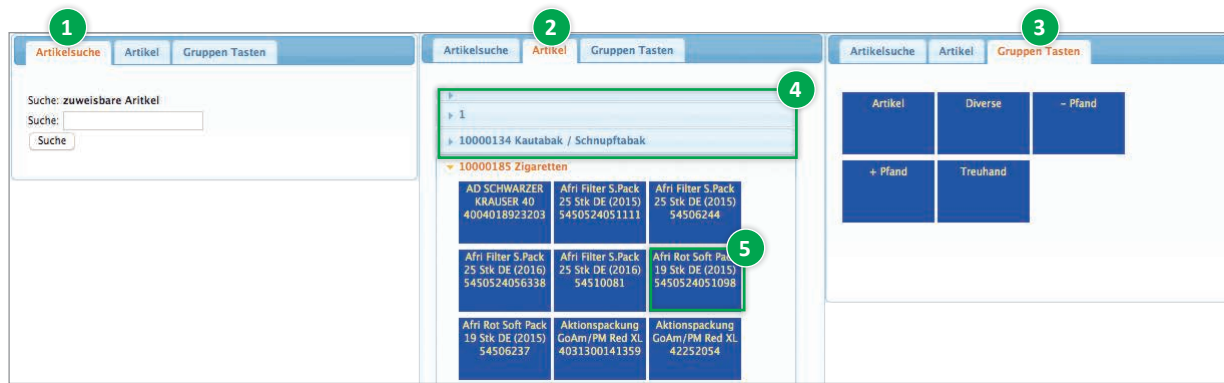 1
Artikelsuche Artikel Gruppen Tasten
Suche: zuweisbare Aritkel
Suche:
Suche
2
Artikelsuche Artikel Gruppen Tasten
4
1
10000134 Kautabak / Schnupftabak
10000185 Zigaretten
AD SCHWARZER
KRAUSER 40
4004018923203
Afri Filter S.Pack
25 Stk DE (2015)
5450524051111
Afri Filter S.Pack
25 Stk DE (2015)
54506244
Afri Filter S.Pack
25 Stk DE (2016)
5450524056338
Afri Filter S.Pack
25 Stk DE (2016)
54510081
5
Afri Rot Soft Pack
19 Stk DE (2015)
5450524051098
Afri Rot Soft Pack
19 Stk DE (2015)
54506237
Aktionspackung
GoAm/PM Red XL
4031300141359
Aktionspackung
GoAm/PM Red XL
42252054
3
Artikelsuche Artikel Gruppen Tasten
Artikel
Diverse
- Pfand
+ Pfand
Treuhand